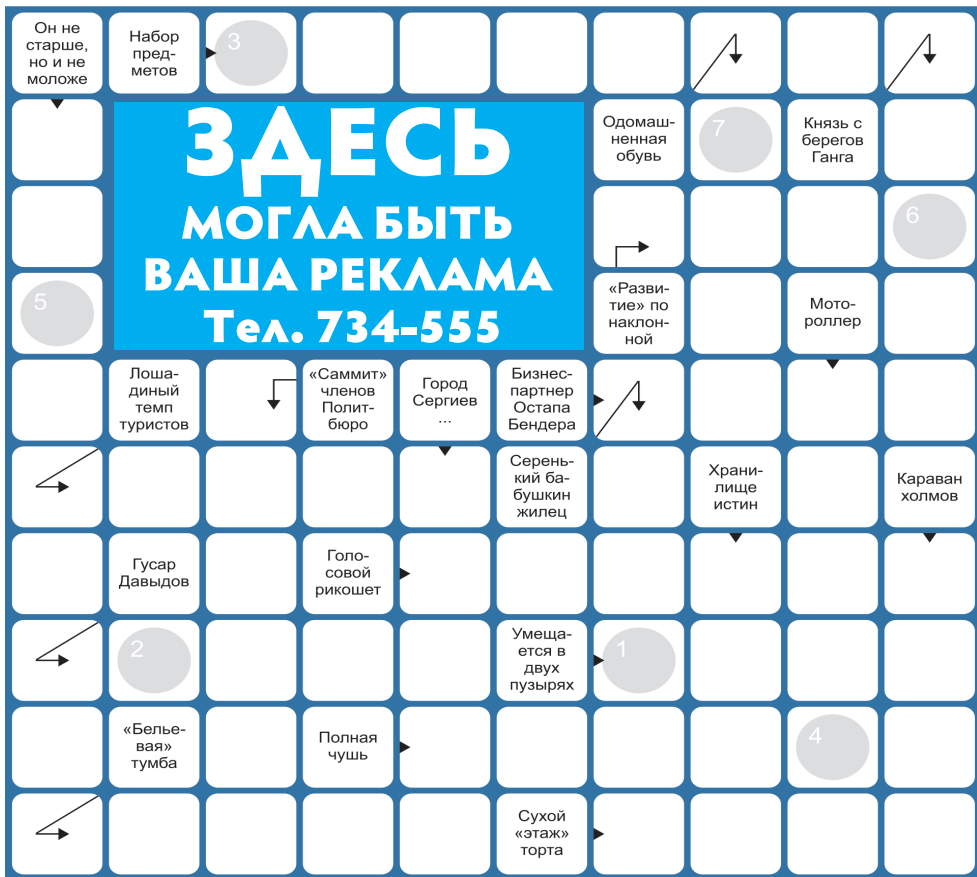 Он не
старше,
но и не
моложе
Набор
пред-
метов
3
ЗДЕСЬ
МОГЛА БЫТЬ
ВАША РЕКЛАМА
Тел. 734-555
Одомаш-
ненная
обувь
7
Князь с
берегов
Ганга
6
5
«Разви-
тие» по
наклон-
ной
Мото-
роллер
Лоша-
диный
темп
туристов
«Саммит»
членов
Полит-
бюро
Город
Сергиев
...
Бизнес-
партнер
Остапа
Бендера
Серень-
кий ба-
бушкин
жилец
Храни-
лище
истин
Караван
холмов
Гусар
Давыдов
Голо-
совой
рикошет
2
Умеща-
ется в
двух
пузырях
1
«Белье-
вая»
тумба
Полная
чушь
4
Сухой
«этаж»
торта